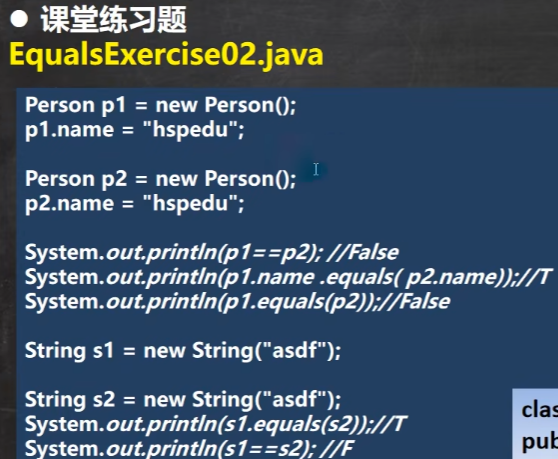 ● 课堂练习题
EqualsExercise02.java
Person p1 = new Person();
p1.name = "hspedu";
Person p2 = new Person();
p2.name = "hspedu";
System.out.println(p1==p2); //False
System.out.println(p1.name .equals( p2.name));//T
System.out.println(p1.equals(p2));//False
String s1 = new String("asdf");
String s2 = new String("asdf");
System.out.println(s1.equals(s2));//T
System.out.println(s1==s2); //F
clas
pub